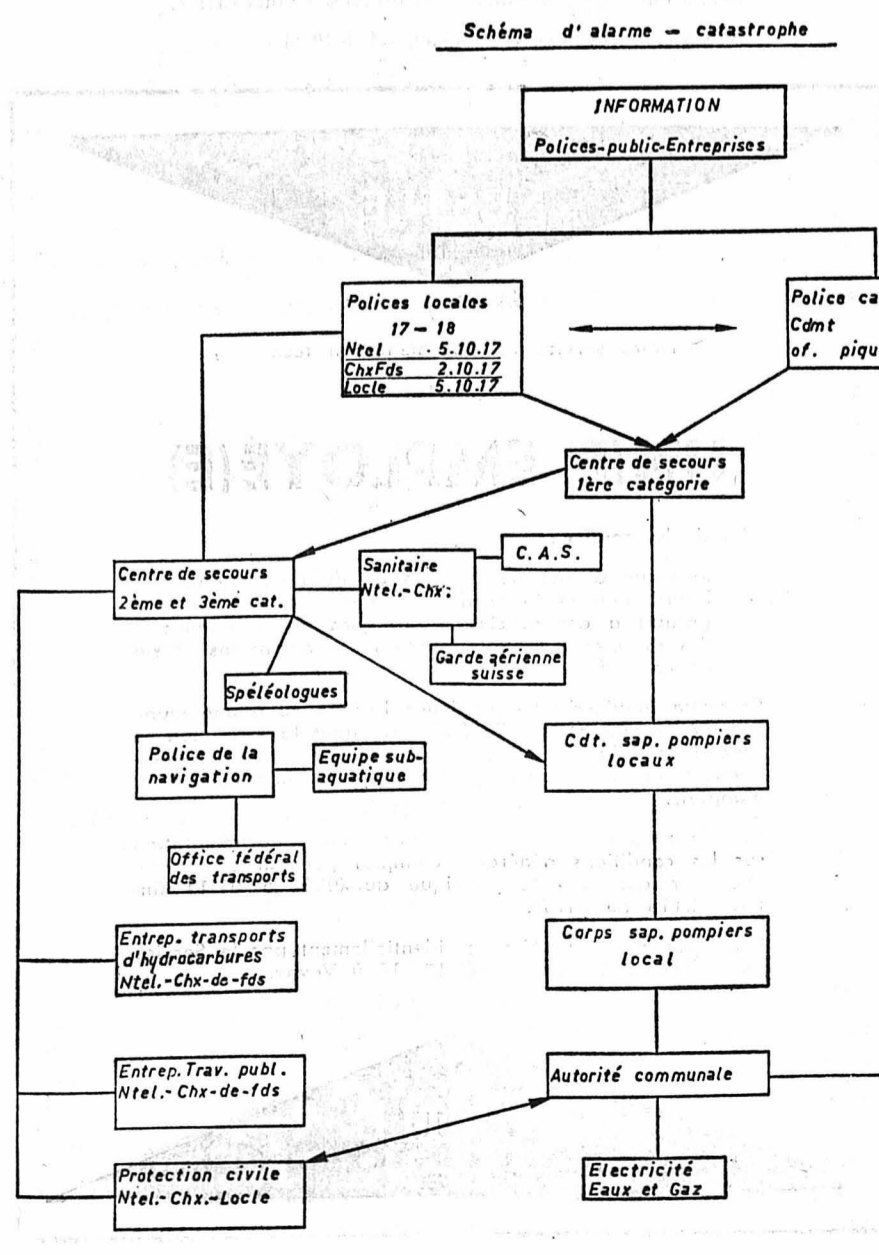 Schéma d'alarme - catastrophe
INFORMATION
Polices-public-Entreprises
Polices locales
17 - 18
Ntel - 5.10.17
ChxFds 2.10.17
Locle 5.10.17
Police ca
Cdmt
of. piqu
Centre de secours
1ère catégorie
Centre de secours
2ème et 3ème cat.
Sanitaire
Ntel.-Chx.
C. A. S.
Garde aérienne
suisse
Spéléologues
Police de la
navigation
Equipe sub-
aquatique
Office fédéral
des transports
Cdt. sap. pompiers
locaux
Entrep. transports
d'hydrocarbures
Ntel.-Chx-de-fds
Corps sap. pompiers
local
Entrep. Trav. publ.
Ntel.- Chx-de-fds
Autorité communale
Protection civile
Ntel.-Chx.-Locle
Electricité
Eaux et Gaz